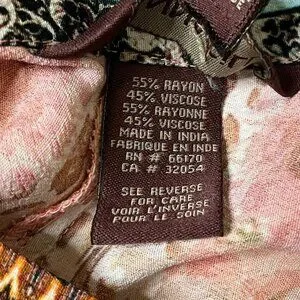 55% RAYON
45% VISCOSE
55% RAYONNE
45% VISCOSE
MADE IN INDIA
FABRIQUE EN INDE
RN # 66170
CA # 32054
SEE REVERSE
FOR CARE
VOIR L'INVERSE
POUR LE SOIN